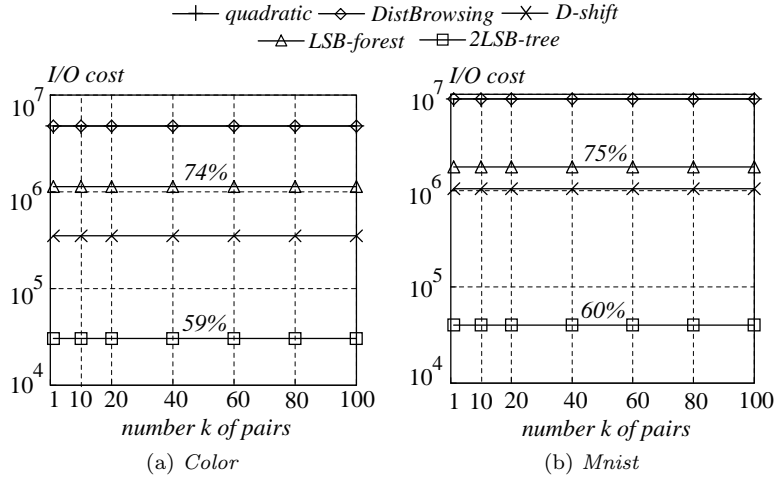 quadratic DistBrowsing D-shift
LSB-forest 2LSB-tree
I/O cost
10^7
74%
10^6
10^5
59%
10^4
1 10 20 40 60 80 100
number k of pairs
(a) Color
I/O cost
10^7
75%
10^6
10^5
60%
10^4
1 10 20 40 60 80 100
number k of pairs
(b) Mnist